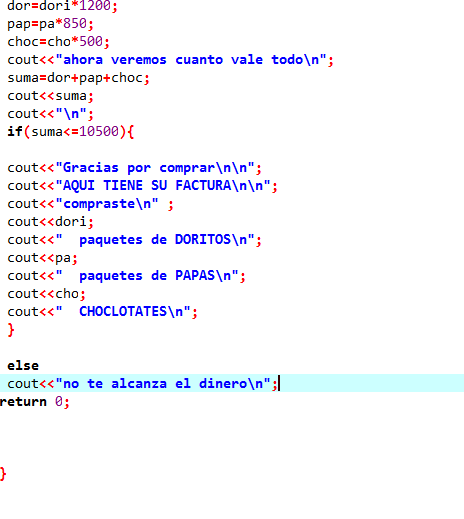 dor=dori*1200;
pap=pa*850;
choc=cho*500;
cout<<"ahora veremos cuanto vale todo\n";
suma=dor+pap+choc;
cout<<suma;
cout<<"\n";
if(suma<=10500){
cout<<"Gracias por comprar\n\n";
cout<<"AQUI TIENE SU FACTURA\n\n";
cout<<"compraste\n" ;
cout<<dori;
cout<<"  paquetes de DORITOS\n";
cout<<pa;
cout<<"  paquetes de PAPAS\n";
cout<<cho;
cout<<"  CHOCLOTATES\n";
}
else
cout<<"no te alcanza el dinero\n";
return 0;
}